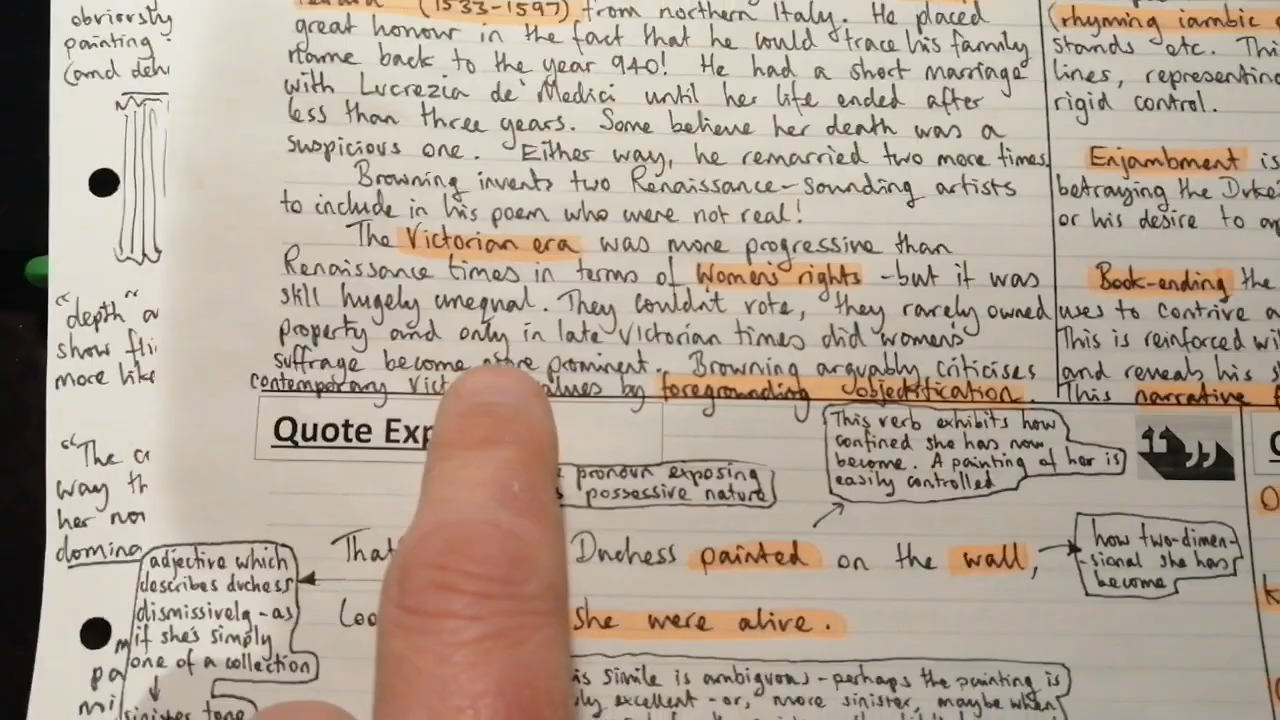 obviously
painting
(and
(1533-1597) from northern Italy. He placed
great honour in the fact that he could trace his family
name back to the year 940! He had a short marriage
with Lucrezia de' Medici until her life ended after
less than three years. Some believe her death was a
suspicious one. Either way, he remarried two more times.
Browning invents two Renaissance-sounding artists
to include in his poem who were not real!
The Victorian era was more progressive than
Renaissance times in terms of women's rights - but it was
still hugely unequal. They couldn't vote, they rarely owned
property and only in late Victorian times did women's
suffrage become more prominent. Browning arguably criticises
contemporary by foregrounding objectification.
(rhyming iambic
stands etc.
lines,
rigid control.
Enjambment is
betraying the Duke
or his desire to
Book-ending the
uses to contrive a
This is reinforced
and reveals his
This narrative
"depth
show
more like
"The
way
her
Quote
pronoun exposing
possessive nature
This verb exhibits how
confined she has now
become. A painting of her is
easily controlled
That Duchess painted on the wall,
how two-dimen-
-sional she has
become
adjective which
describes duchess
dismissively - as
if she's simply
one of a collection
sinister tone
she were alive.
simile is ambiguous - perhaps the painting is
excellent - or, more sinister, maybe when